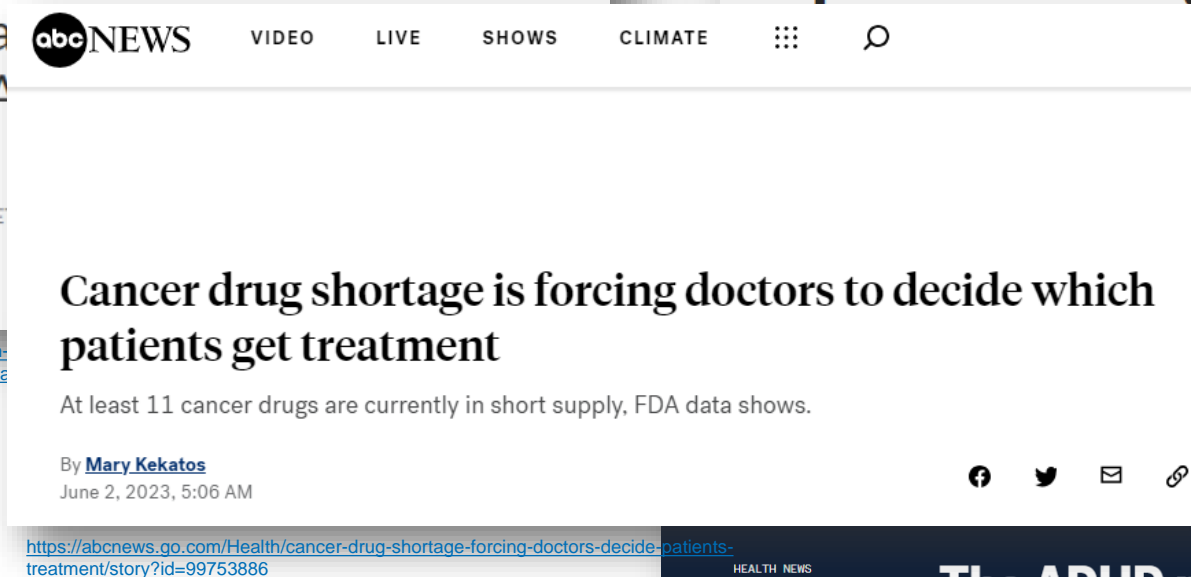 abc NEWS VIDEO LIVE SHOWS CLIMATE
Cancer drug shortage is forcing doctors to decide which
patients get treatment
At least 11 cancer drugs are currently in short supply, FDA data shows.
By Mary Kekatos
June 2, 2023, 5:06 AM
https://abcnews.go.com/Health/cancer-drug-shortage-forcing-doctors-decide-patients-
treatment/story?id=99753886
HEALTH NEWS